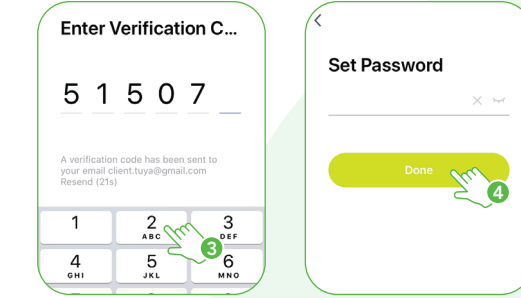 Enter Verification C...
5 1 5 0 7
A verification code has been sent to
your email client.tuya@gmail.com
Resend (21s)
1 2 3
ABC DEF
3
4 5 6
GHI JKL MNO
Set Password
Done
4